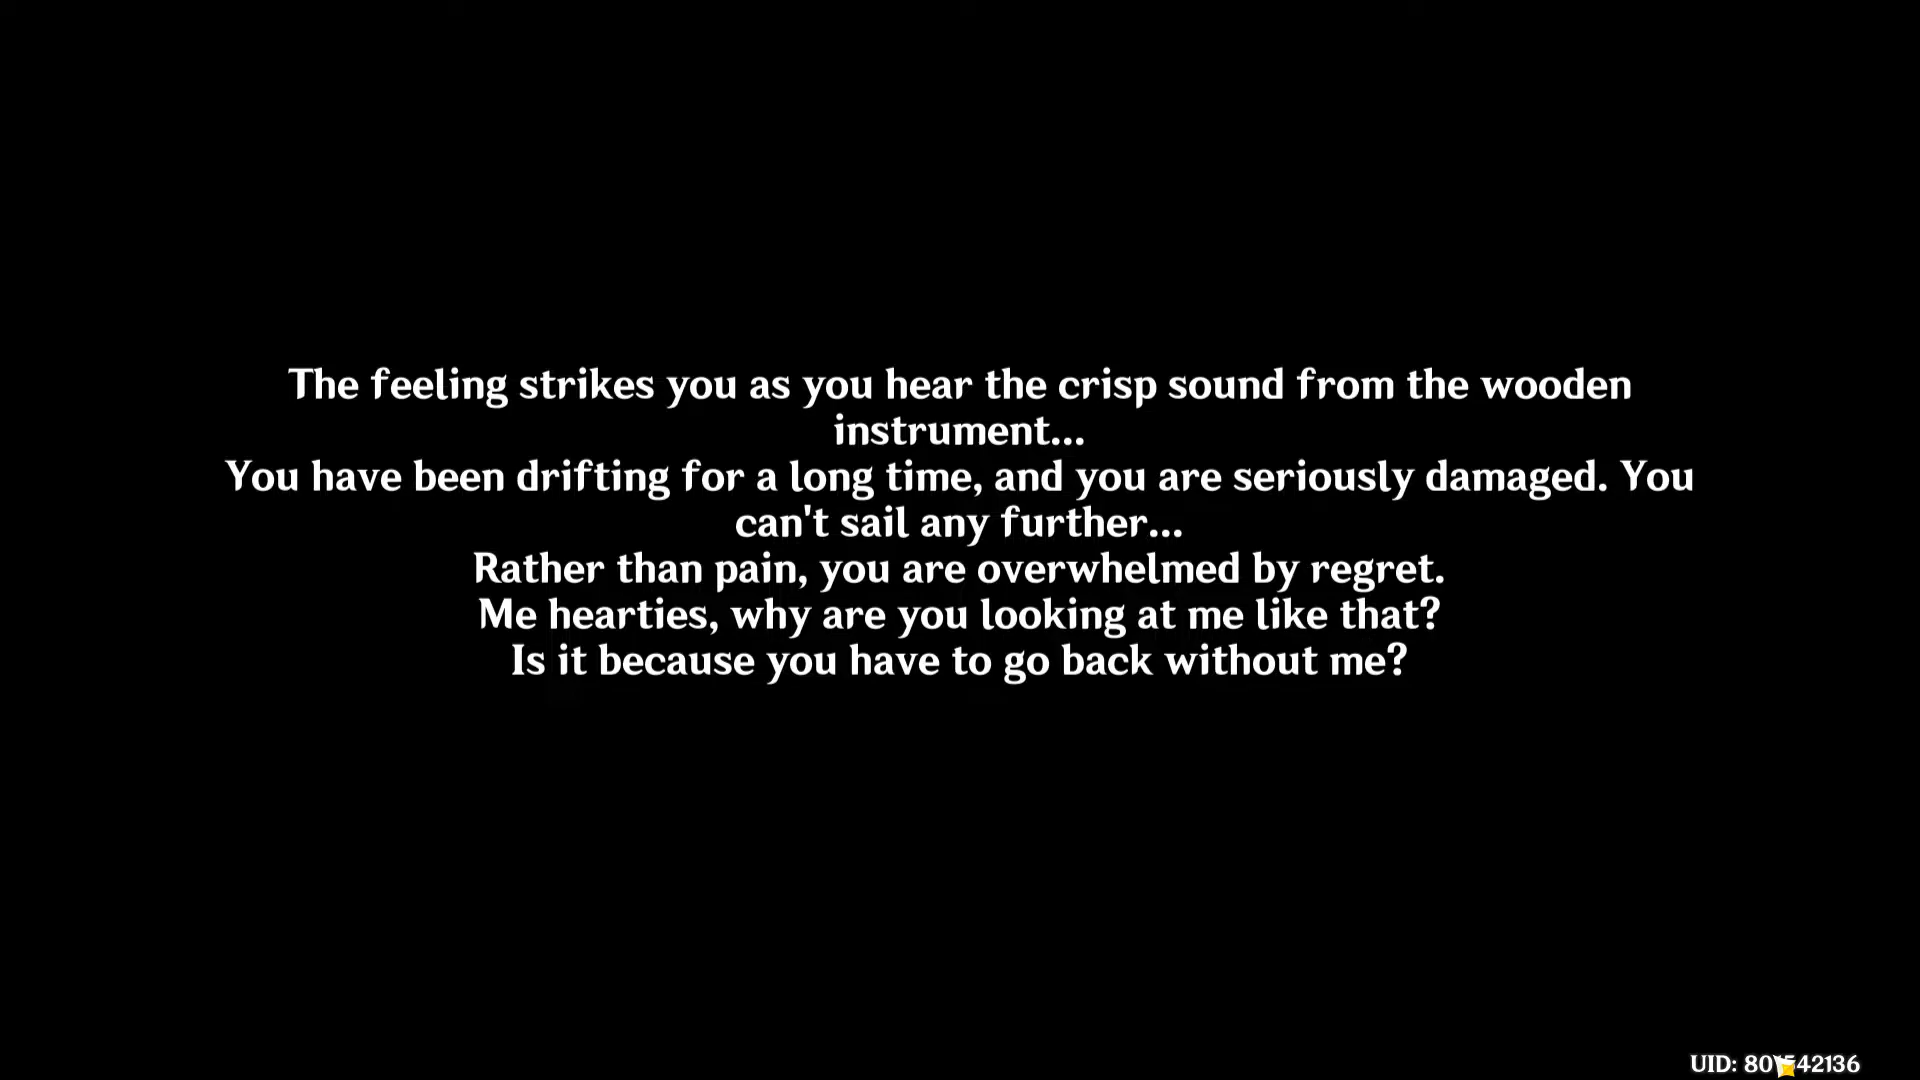 The feeling strikes you as you hear the crisp sound from the wooden
instrument...
You have been drifting for a long time, and you are seriously damaged. You
can't sail any further...
Rather than pain, you are overwhelmed by regret.
Me hearties, why are you looking at me like that?
Is it because you have to go back without me?
UID: